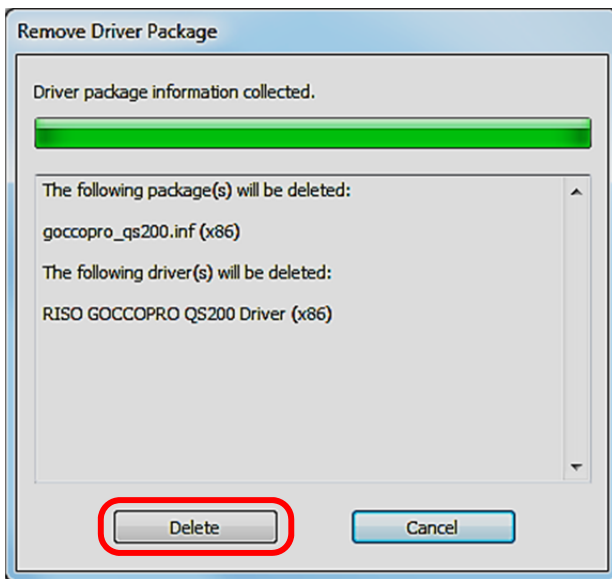 Remove Driver Package
Driver package information collected.
The following package(s) will be deleted:
goccopro_qs200.inf (x86)
The following driver(s) will be deleted:
RISO GOCCOPRO QS200 Driver (x86)
Delete
Cancel